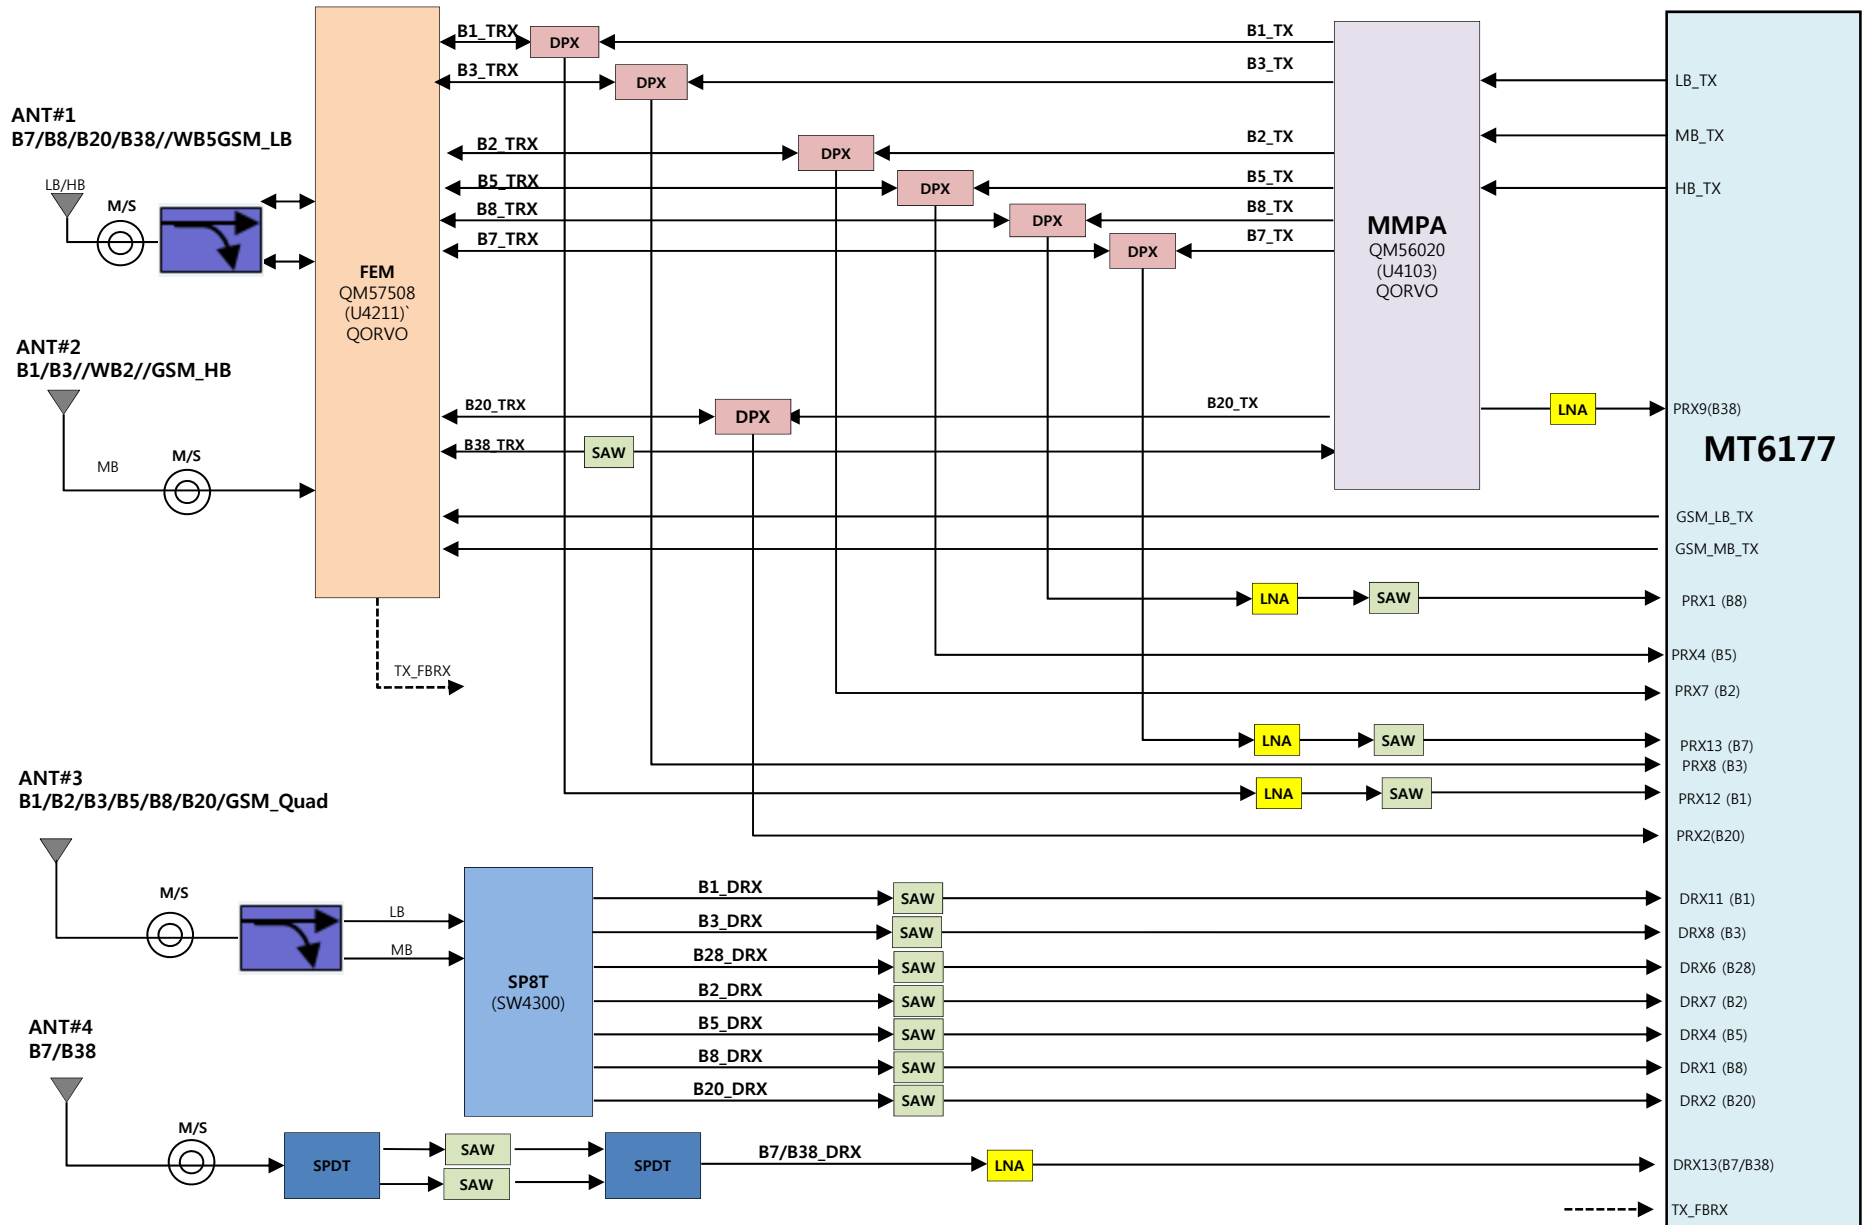 B1_TRX
DPX
B1_TX
B3_TRX
DPX
B3_TX
LB_TX
ANT#1
B7/B8/B20/B38//WB5GSM_LB
B2_TRX
DPX
B2_TX
MB_TX
LB/HB
M/S
B5_TRX
DPX
B5_TX
HB_TX
B8_TRX
DPX
B8_TX
B7_TRX
DPX
B7_TX
MMPA
QM56020
(U4103)
QORVO
FEM
QM57508
(U4211)`
QORVO
ANT#2
B1/B3//WB2//GSM_HB
B20_TRX
DPX
B20_TX
LNA
PRX9(B38)
B38_TRX
SAW
MT6177
MB
M/S
GSM_LB_TX
GSM_MB_TX
LNA
SAW
PRX1 (B8)
TX_FBRX
PRX4 (B5)
PRX7 (B2)
LNA
SAW
PRX13 (B7)
PRX8 (B3)
ANT#3
B1/B2/B3/B5/B8/B20/GSM_Quad
LNA
SAW
PRX12 (B1)
PRX2(B20)
M/S
LB
MB
SP8T
(SW4300)
B1_DRX
SAW
DRX11 (B1)
B3_DRX
SAW
DRX8 (B3)
B28_DRX
SAW
DRX6 (B28)
B2_DRX
SAW
DRX7 (B2)
B5_DRX
SAW
DRX4 (B5)
B8_DRX
SAW
DRX1 (B8)
B20_DRX
SAW
DRX2 (B20)
ANT#4
B7/B38
M/S
SPDT
SAW
SAW
SPDT
B7/B38_DRX
LNA
DRX13(B7/B38)
TX_FBRX